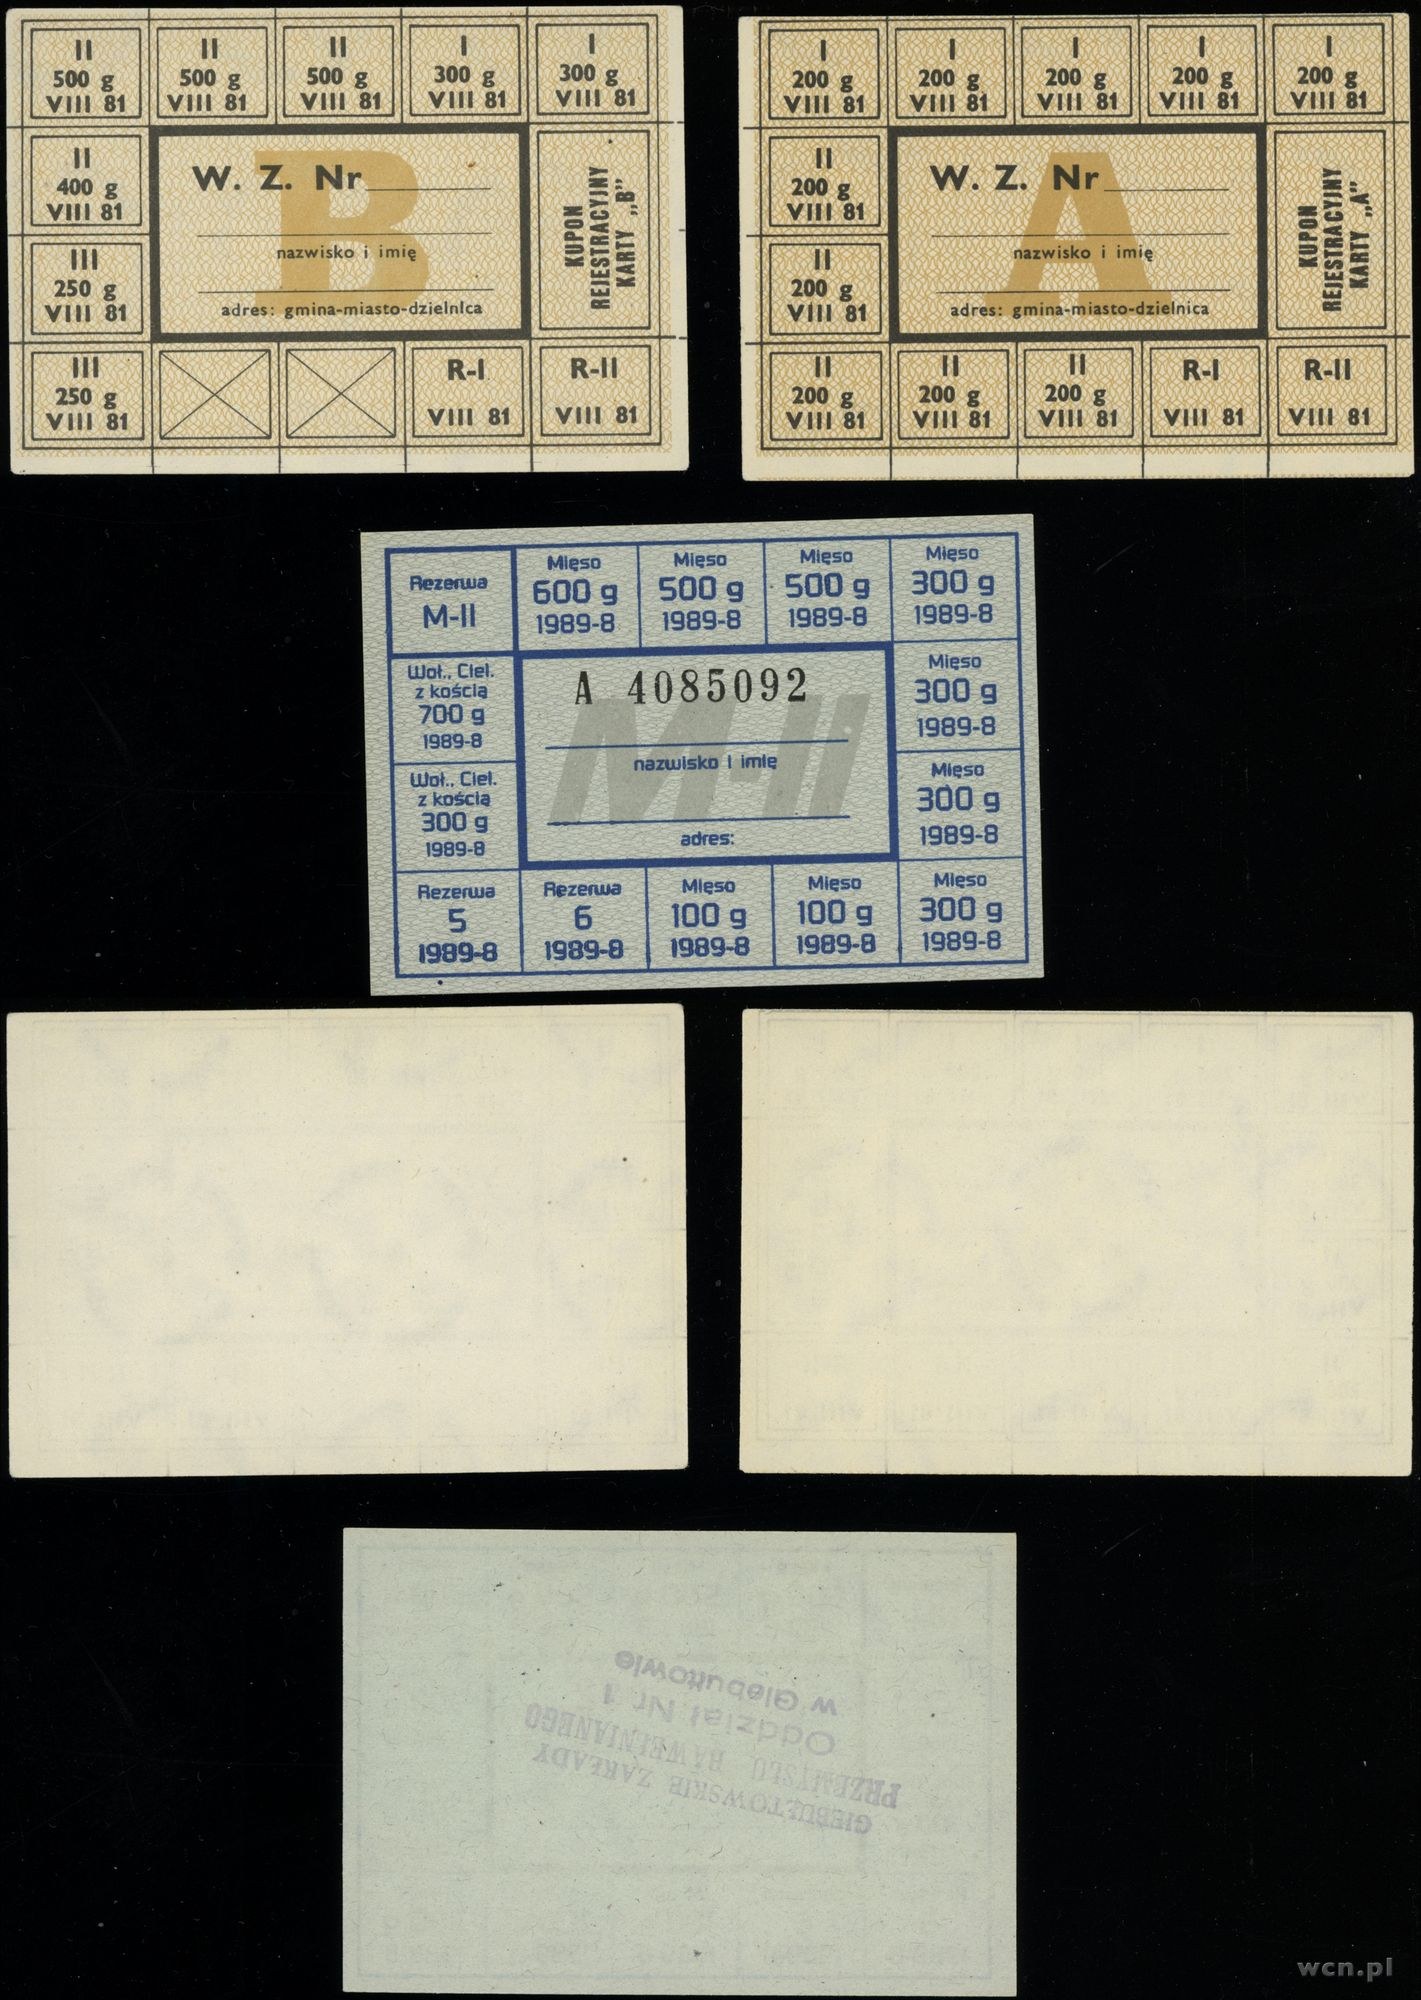 II
500 g
VIII 81
II
500 g
VIII 81
II
500 g
VIII 81
I
300 g
VIII 81
I
300 g
VIII 81
II
400 g
VIII 81
W. Z. Nr
nazwisko i imię
adres: gmina-miasto-dzielnica
B
KUPON
REJESTRACYJNY
KARTY „B”
III
250 g
VIII 81
III
250 g
VIII 81
R-I
VIII 81
R-II
VIII 81
I
200 g
VIII 81
I
200 g
VIII 81
I
200 g
VIII 81
I
200 g
VIII 81
I
200 g
VIII 81
II
200 g
VIII 81
W. Z. Nr
nazwisko i imię
adres: gmina-miasto-dzielnica
A
KUPON
REJESTRACYJNY
KARTY „A”
II
200 g
VIII 81
II
200 g
VIII 81
II
200 g
VIII 81
II
200 g
VIII 81
R-I
VIII 81
R-II
VIII 81
Rezerwa
M-II
Mięso
600 g
1989-8
Mięso
500 g
1989-8
Mięso
500 g
1989-8
Mięso
300 g
1989-8
Woł., Ciel.
z kością
700 g
1989-8
A 4085092
M-II
nazwisko i imię
adres:
Mięso
300 g
1989-8
Woł., Ciel.
z kością
300 g
1989-8
Mięso
300 g
1989-8
Rezerwa
5
1989-8
Rezerwa
6
1989-8
Mięso
100 g
1989-8
Mięso
100 g
1989-8
Mięso
300 g
1989-8
GIEBUŁTOWSKIE ZAKŁADY
PRZEMYSŁU BAWEŁNIANEGO
Oddział Nr 1
w Giebułtowie
wcn.pl